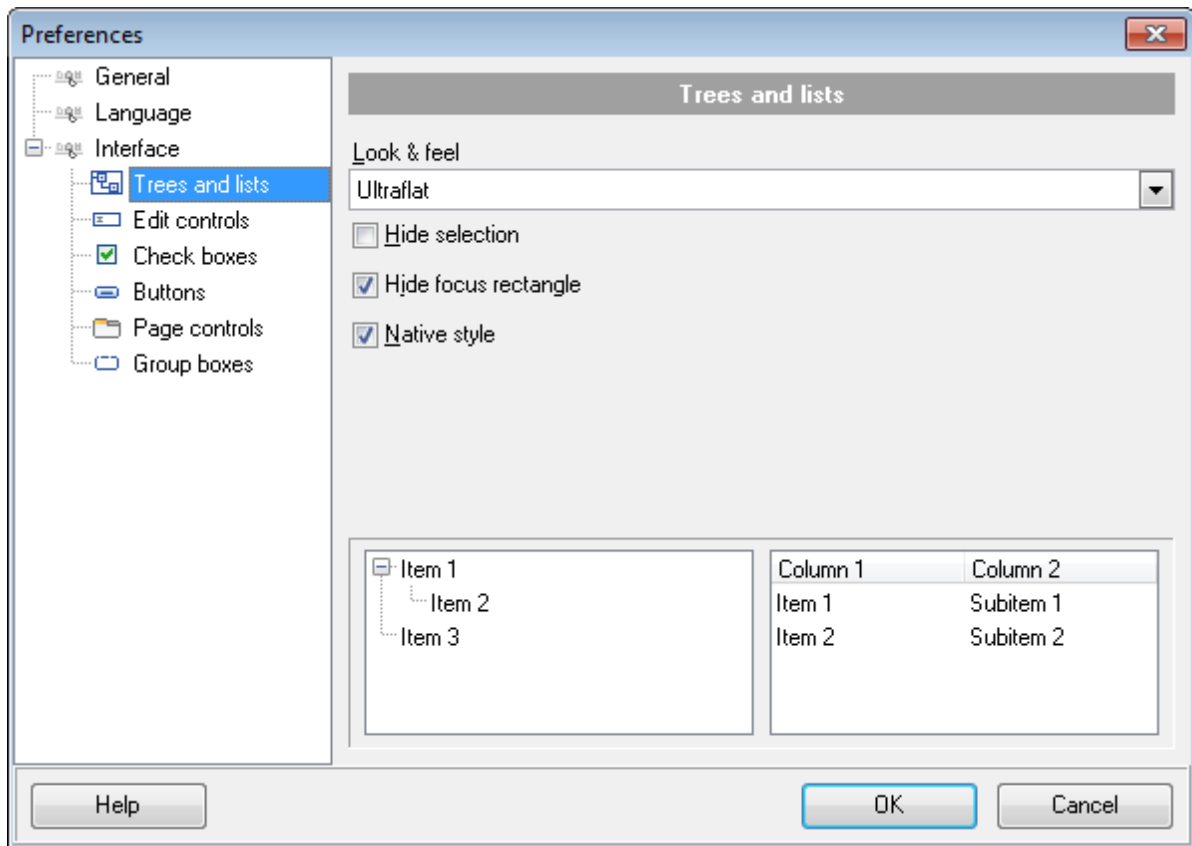 Preferences
General
Language
Interface
Trees and lists
Edit controls
Check boxes
Buttons
Page controls
Group boxes
Trees and lists
Look & feel
Ultraflat
Hide selection
Hide focus rectangle
Native style
Item 1
Item 2
Item 3
Column 1 Column 2
Item 1 Subitem 1
Item 2 Subitem 2
Help OK Cancel